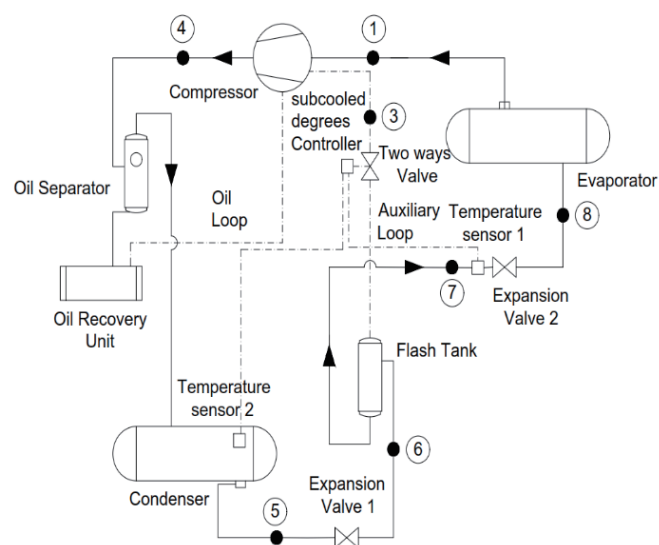 4
1
Compressor
subcooled
degrees
Controller
3
Two ways
Valve
Evaporator
Oil Separator
Oil
Loop
Auxiliary
Loop
Temperature
sensor 1
8
7
Expansion
Valve 2
Oil Recovery
Unit
Flash Tank
Temperature
sensor 2
6
Condenser
Expansion
Valve 1
5